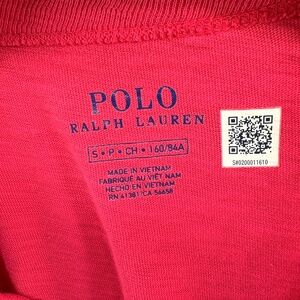 POLO
RALPH LAUREN
S • P • CH • 160/84A
MADE IN VIETNAM
FABRIQUÉ AU VIÊT NAM
HECHO EN VIETNAM
RN 41381/CA 56658
S#0200011610